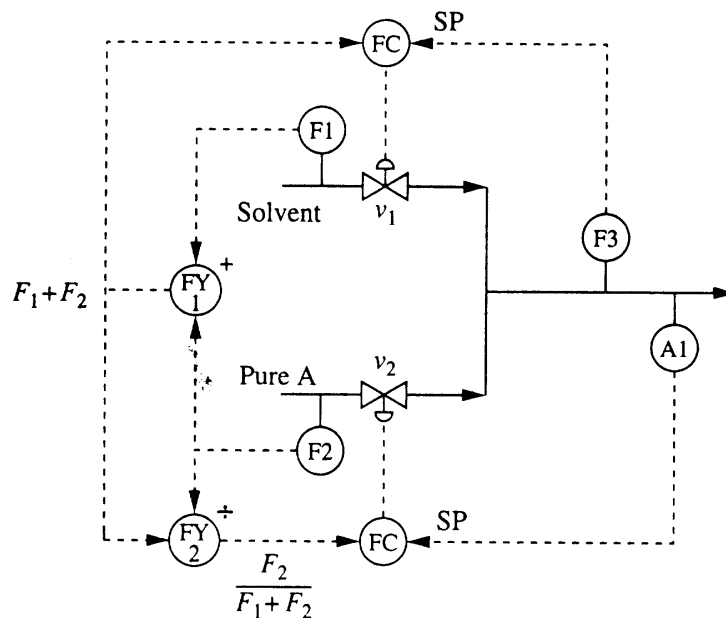 SP
FC
F1
Solvent
v1
F3
F1+F2
FY
1
+
A1
Pure A
v2
F2
FY
2
÷
FC
SP
F2
F1+F2